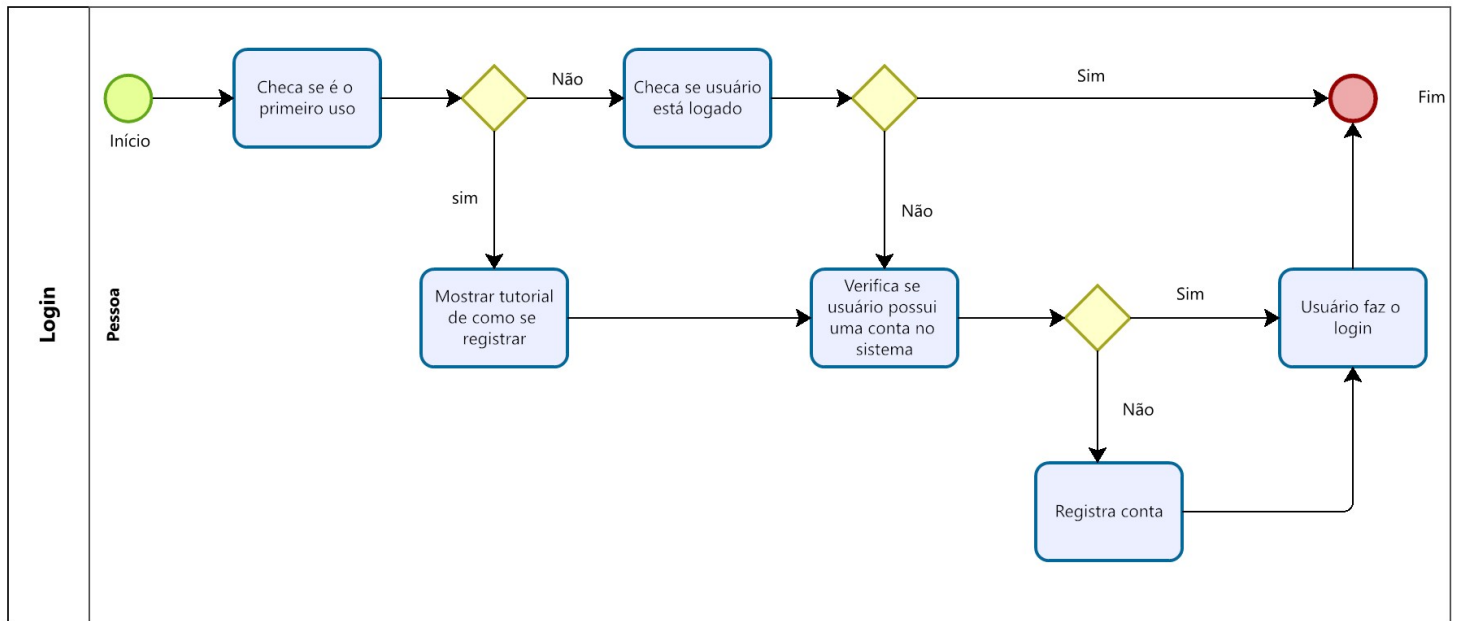 Login
Pessoa
Início
Checa se é o
primeiro uso
Não
sim
Checa se usuário
está logado
Sim
Não
Fim
Mostrar tutorial
de como se
registrar
Verifica se
usuário possui
uma conta no
sistema
Sim
Não
Usuário faz o
login
Registra conta